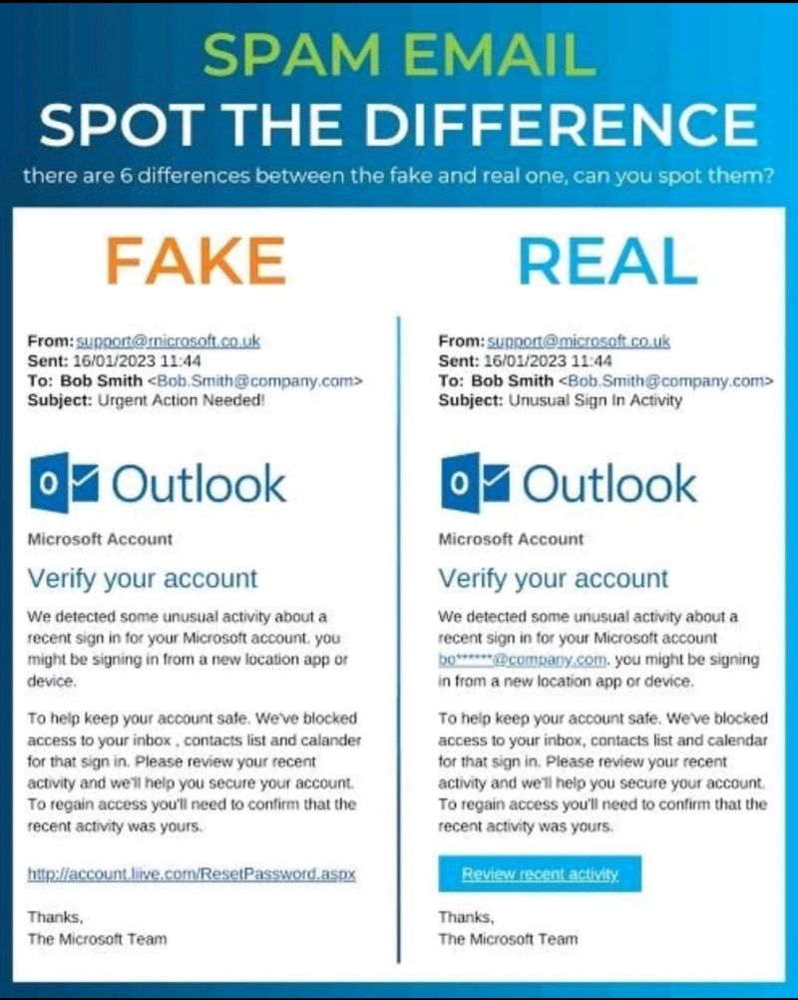 SPAM EMAIL
SPOT THE DIFFERENCE
there are 6 differences between the fake and real one, can you spot them?
FAKE
From: support@rnicrosoft.co.uk
Sent: 16/01/2023 11:44
To: Bob Smith <Bob.Smith@company.com>
Subject: Urgent Action Needed!
Outlook
Microsoft Account
Verify your account
We detected some unusual activity about a
recent sign in for your Microsoft account. you
might be signing in from a new location app or
device.
To help keep your account safe. We've blocked
access to your inbox , contacts list and calander
for that sign in. Please review your recent
activity and we'll help you secure your account.
To regain access you'll need to confirm that the
recent activity was yours.
http://account.liive.com/ResetPassword.aspx
Thanks,
The Microsoft Team
REAL
From: support@microsoft.co.uk
Sent: 16/01/2023 11:44
To: Bob Smith <Bob.Smith@company.com>
Subject: Unusual Sign In Activity
Outlook
Microsoft Account
Verify your account
We detected some unusual activity about a
recent sign in for your Microsoft account
bo******@company.com. you might be signing
in from a new location app or device.
To help keep your account safe. We've blocked
access to your inbox, contacts list and calendar
for that sign in. Please review your recent
activity and we'll help you secure your account.
To regain access you'll need to confirm that the
recent activity was yours.
Review recent activity
Thanks,
The Microsoft Team